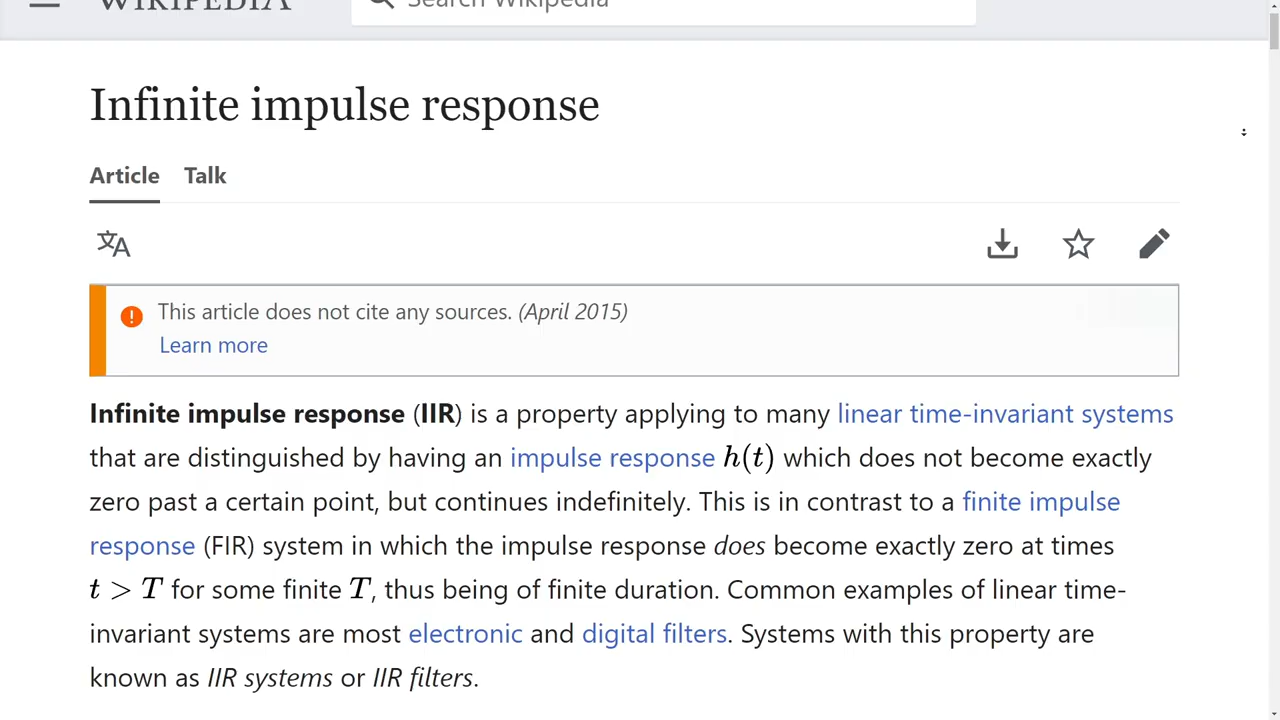 WIKIPEDIA
Search Wikipedia
Infinite impulse response
Article Talk
文A
This article does not cite any sources. (April 2015)
Learn more
Infinite impulse response (IIR) is a property applying to many linear time-invariant systems
that are distinguished by having an impulse response h(t) which does not become exactly
zero past a certain point, but continues indefinitely. This is in contrast to a finite impulse
response (FIR) system in which the impulse response does become exactly zero at times
t > T for some finite T, thus being of finite duration. Common examples of linear time-
invariant systems are most electronic and digital filters. Systems with this property are
known as IIR systems or IIR filters.